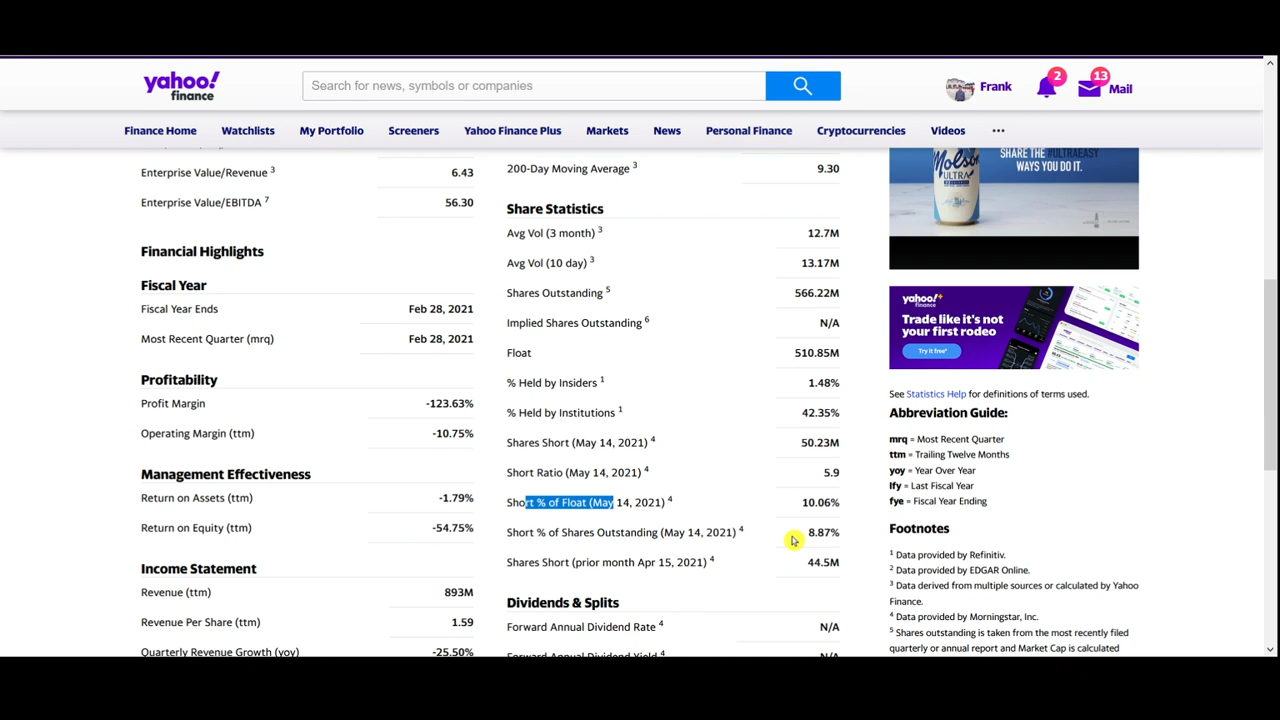 yahoo!
finance
Search for news, symbols or companies
Frank
2
13
Mail
Finance Home
Watchlists
My Portfolio
Screeners
Yahoo Finance Plus
Markets
News
Personal Finance
Cryptocurrencies
Videos
Enterprise Value/Revenue 3 6.43
Enterprise Value/EBITDA 7 56.30
Financial Highlights
Fiscal Year
Fiscal Year Ends Feb 28, 2021
Most Recent Quarter (mrq) Feb 28, 2021
Profitability
Profit Margin -123.63%
Operating Margin (ttm) -10.75%
Management Effectiveness
Return on Assets (ttm) -1.79%
Return on Equity (ttm) -54.75%
Income Statement
Revenue (ttm) 893M
Revenue Per Share (ttm) 1.59
Quarterly Revenue Growth (yoy) -25.50%
200-Day Moving Average 3 9.30
Share Statistics
Avg Vol (3 month) 3 12.7M
Avg Vol (10 day) 3 13.17M
Shares Outstanding 5 566.22M
Implied Shares Outstanding 6 N/A
Float 510.85M
% Held by Insiders 1 1.48%
% Held by Institutions 1 42.35%
Shares Short (May 14, 2021) 4 50.23M
Short Ratio (May 14, 2021) 4 5.9
Short % of Float (May 14, 2021) 4 10.06%
Short % of Shares Outstanding (May 14, 2021) 4 8.87%
Shares Short (prior month Apr 15, 2021) 4 44.5M
Dividends & Splits
Forward Annual Dividend Rate 4 N/A
Forward Annual Dividend Yield 4 N/A
SHARE THE #ULTRAEASY
WAYS YOU DO IT.
Molson
ULTRA
yahoo!+
finance
Trade like it's not
your first rodeo
Try it free*
See Statistics Help for definitions of terms used.
Abbreviation Guide:
mrq = Most Recent Quarter
ttm = Trailing Twelve Months
yoy = Year Over Year
lfy = Last Fiscal Year
fye = Fiscal Year Ending
Footnotes
1 Data provided by Refinitiv.
2 Data provided by EDGAR Online.
3 Data derived from multiple sources or calculated by Yahoo
Finance.
4 Data provided by Morningstar, Inc.
5 Shares outstanding is taken from the most recently filed
quarterly or annual report and Market Cap is calculated